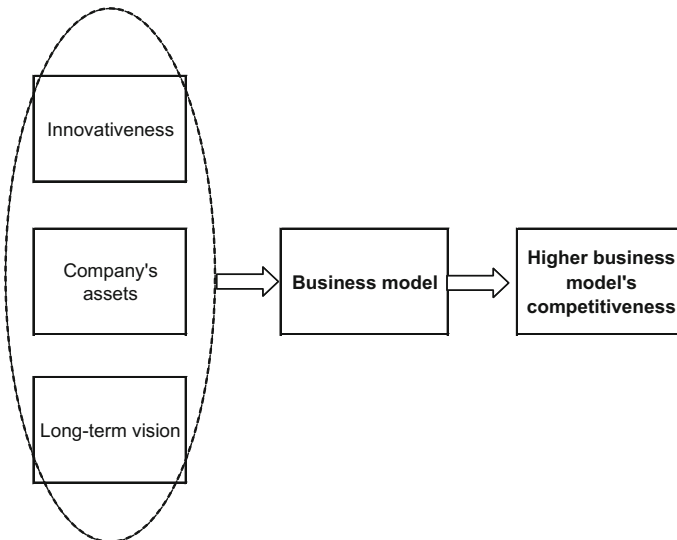 Innovativeness
Company's
assets
Long-term vision
Business model
Higher business
model's
competitiveness